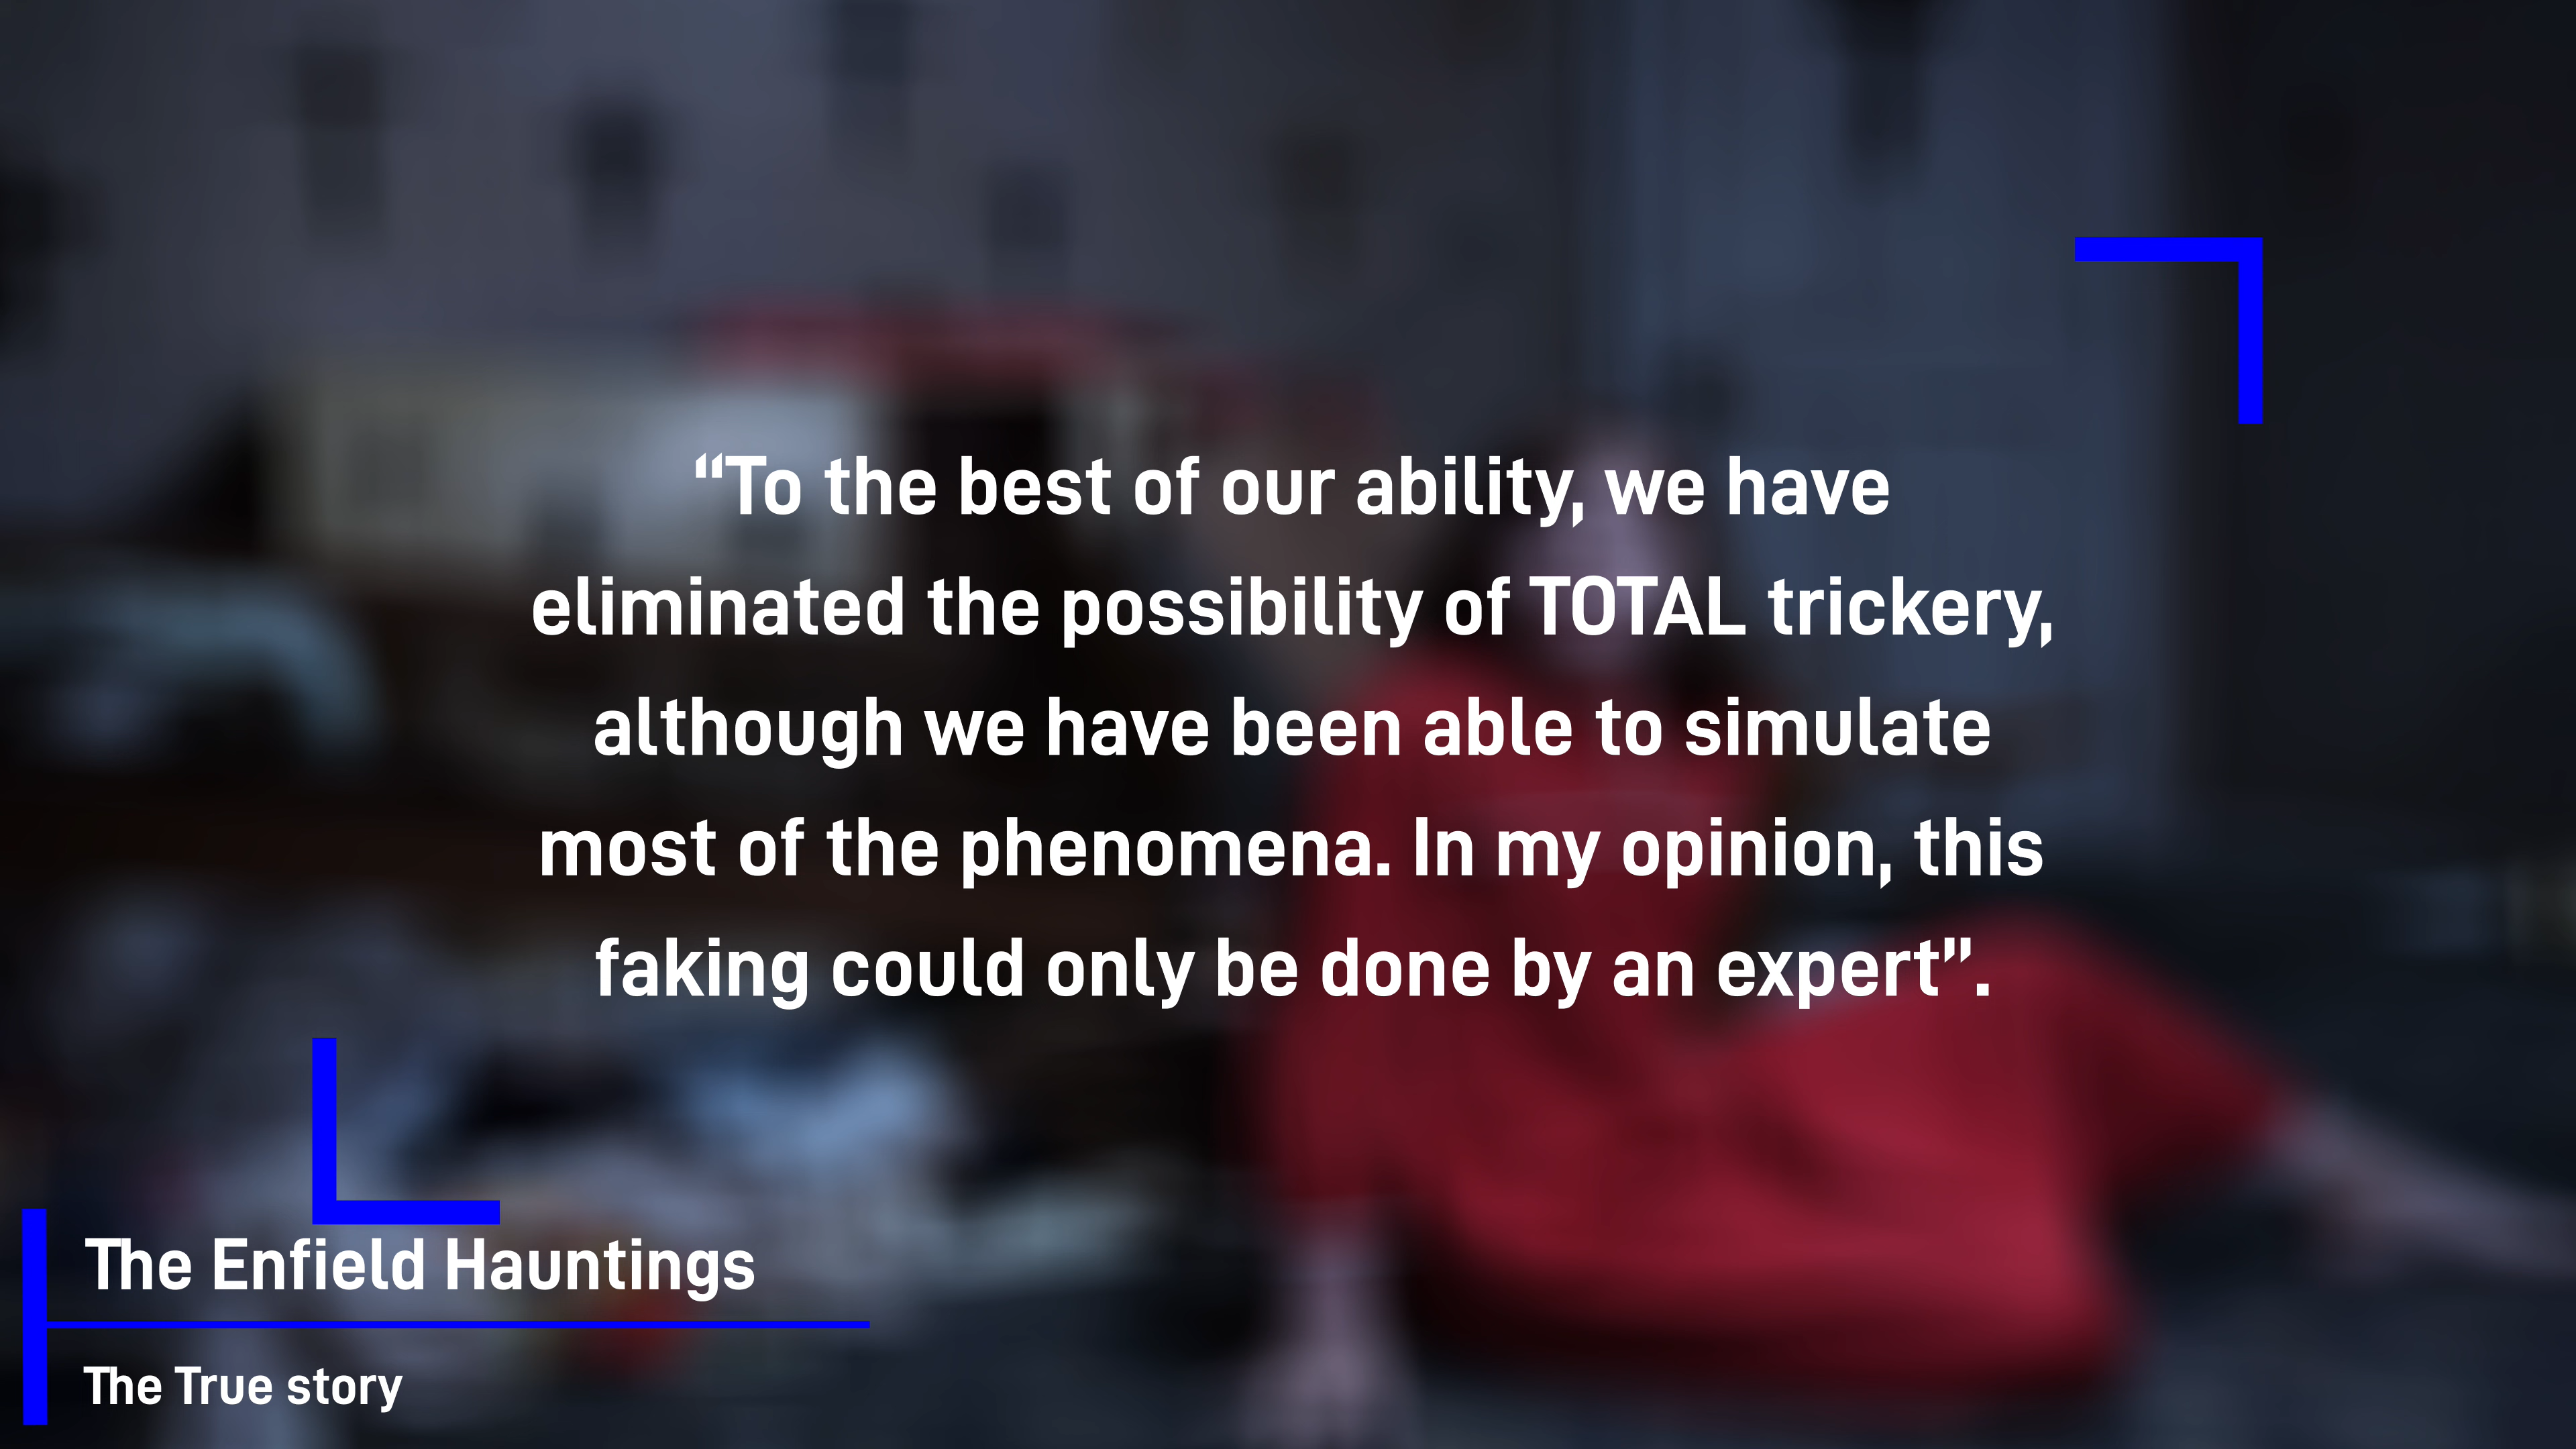 “To the best of our ability, we have
eliminated the possibility of TOTAL trickery,
although we have been able to simulate
most of the phenomena. In my opinion, this
faking could only be done by an expert”.
The Enfield Hauntings
The True story